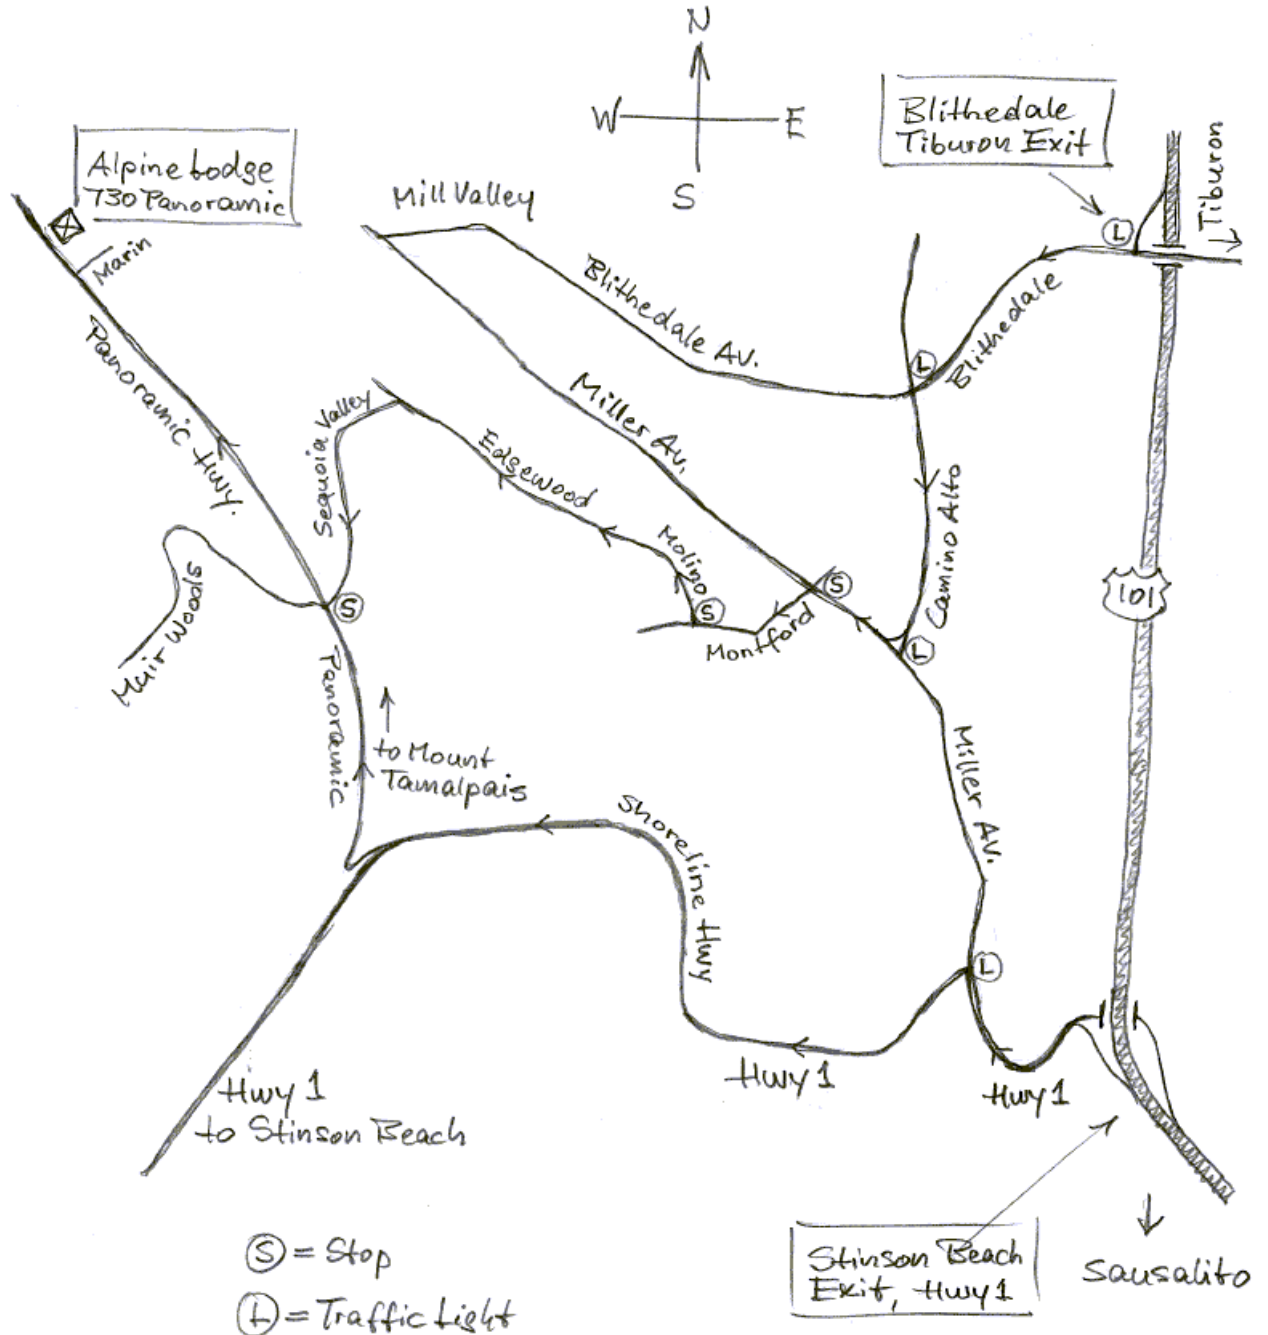 N
W E
S
Blithedale
Tiburon Exit
Tiburon
L
Alpine Lodge
730 Panoramic
Marin
Mill Valley
Blithedale Av.
Blithedale
L
Panoramic Hwy.
Miller Av.
Sequoia Valley
Edgewood
Molino
Camino Alto
S
S
S
101
Montford
L
Muir Woods
Panoramic
to Mount
Tamalpais
Miller Av.
Shoreline Hwy
L
Hwy 1
Hwy 1
Hwy 1
to Stinson Beach
S = Stop
L = Traffic Light
Stinson Beach
Exit, Hwy 1
Sausalito